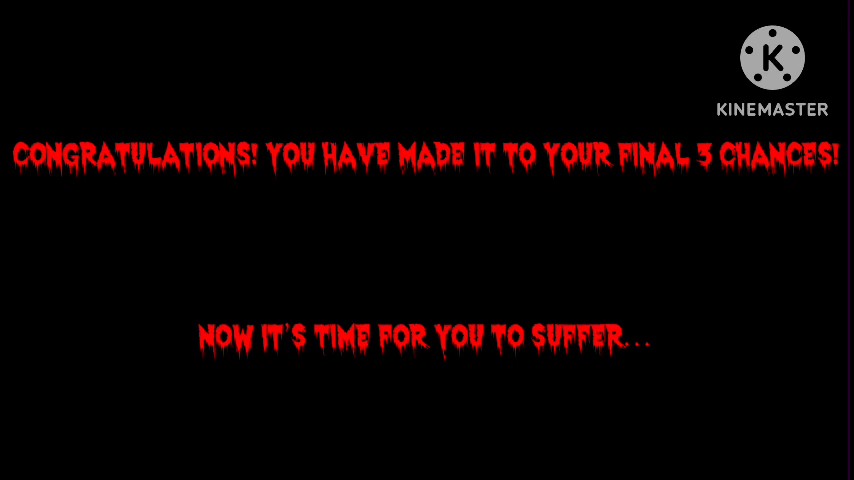 KINEMASTER
CONGRATULATIONS! YOU HAVE MADE IT TO YOUR FINAL 3 CHANCES!
NOW IT'S TIME FOR YOU TO SUFFER...